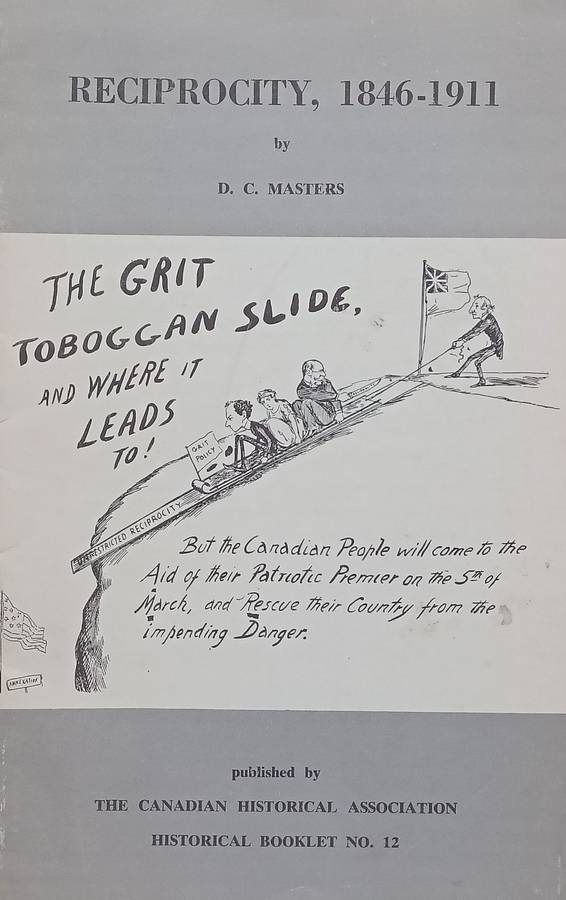 RECIPROCITY, 1846-1911
by
D. C. MASTERS
THE GRIT
TOBOGGAN SLIDE,
AND WHERE IT
LEADS
TO!
GRIT
POLICY
UNRESTRICTED RECIPROCITY
But the Canadian People will come to the
Aid of their Patriotic Premier on the 5th of
March, and Rescue their Country from the
impending Danger.
ANNEXATION
published by
THE CANADIAN HISTORICAL ASSOCIATION
HISTORICAL BOOKLET NO. 12